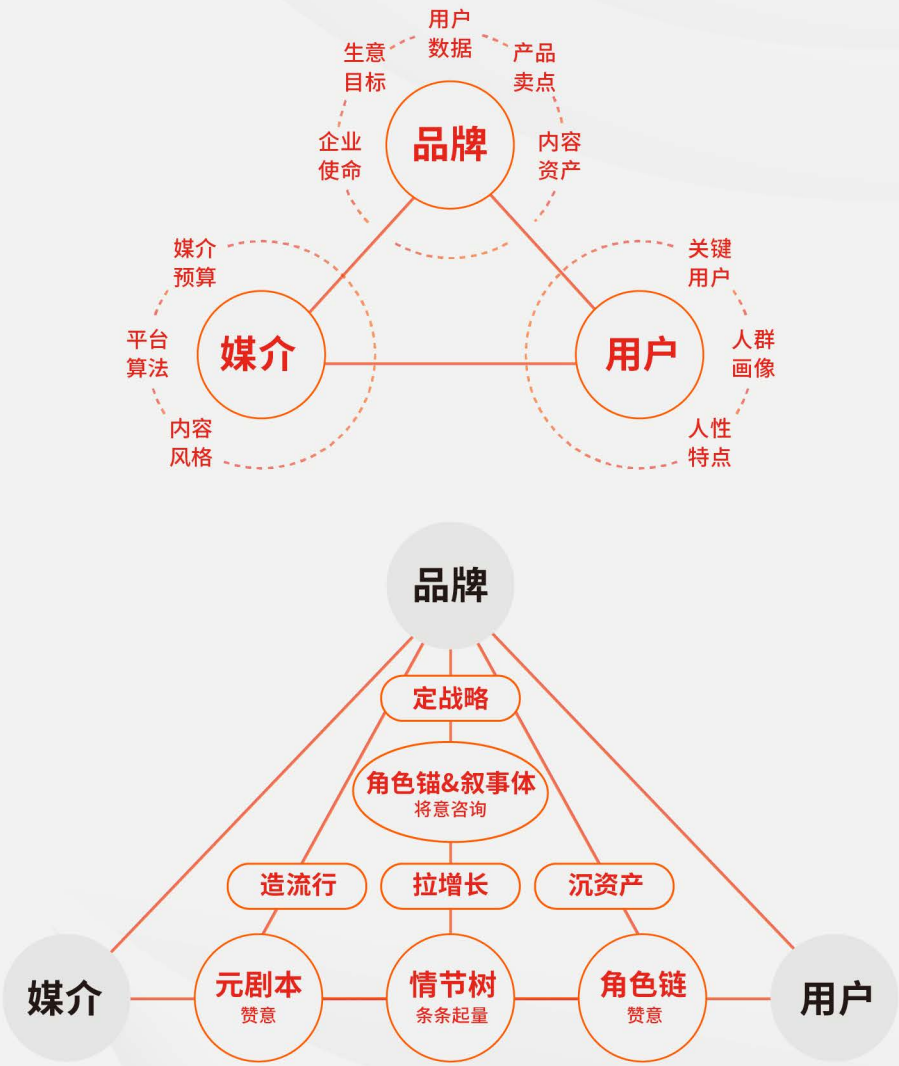 用户
数据
生意
目标
产品
卖点
企业
使命
品牌
内容
资产
媒介
预算
关键
用户
平台
算法
媒介
用户
人群
画像
内容
风格
人性
特点
品牌
定战略
角色锚&叙事体
将意咨询
造流行
拉增长
沉资产
媒介
元剧本
赞意
情节树
条条起量
角色链
赞意
用户